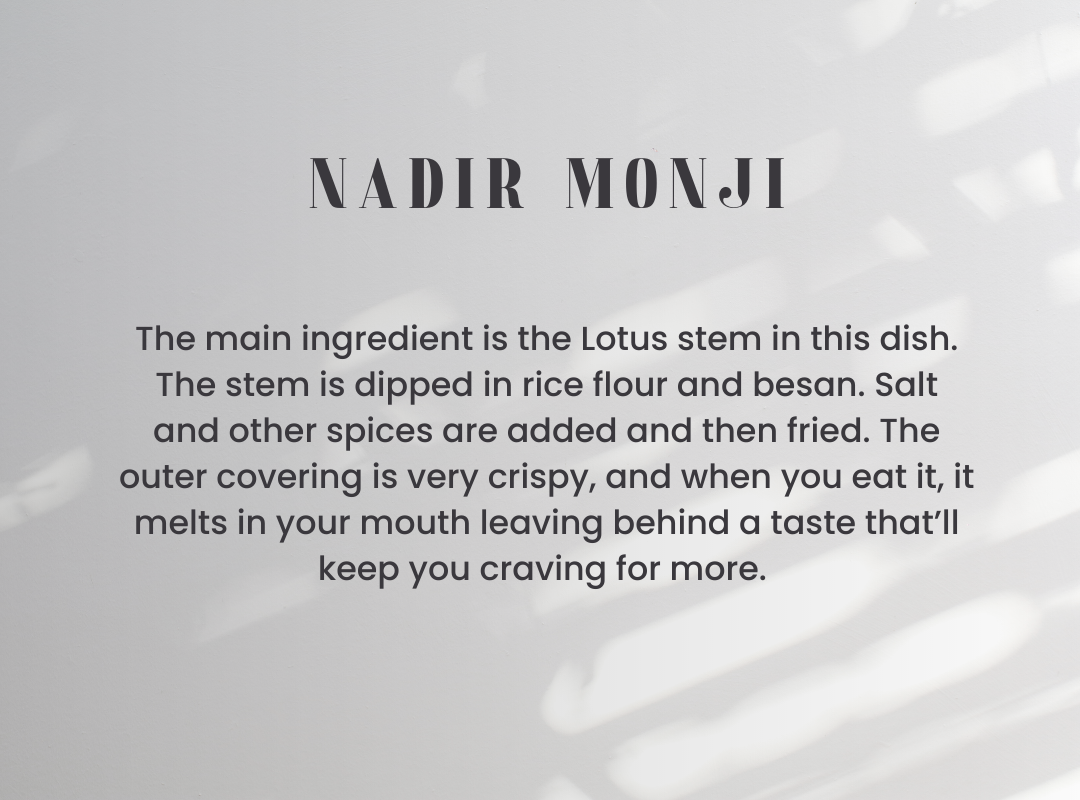 NADIR MONJI
The main ingredient is the Lotus stem in this dish.
The stem is dipped in rice flour and besan. Salt
and other spices are added and then fried. The
outer covering is very crispy, and when you eat it, it
melts in your mouth leaving behind a taste that’ll
keep you craving for more.